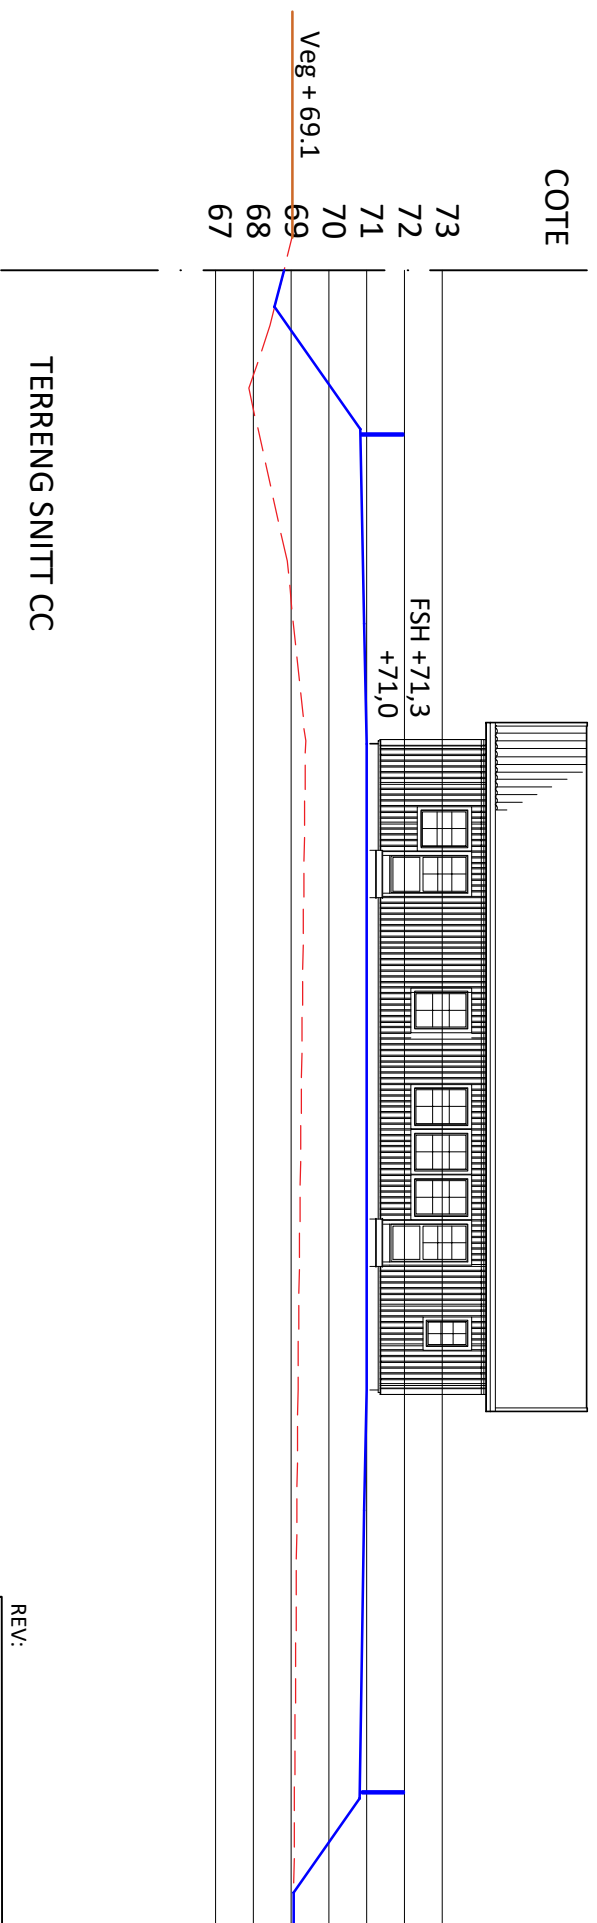 COTE
73
72
71
70
69
68
67
Veg + 69.1
FSH +71,3
+71,0
TERRENG SNITT CC
REV: